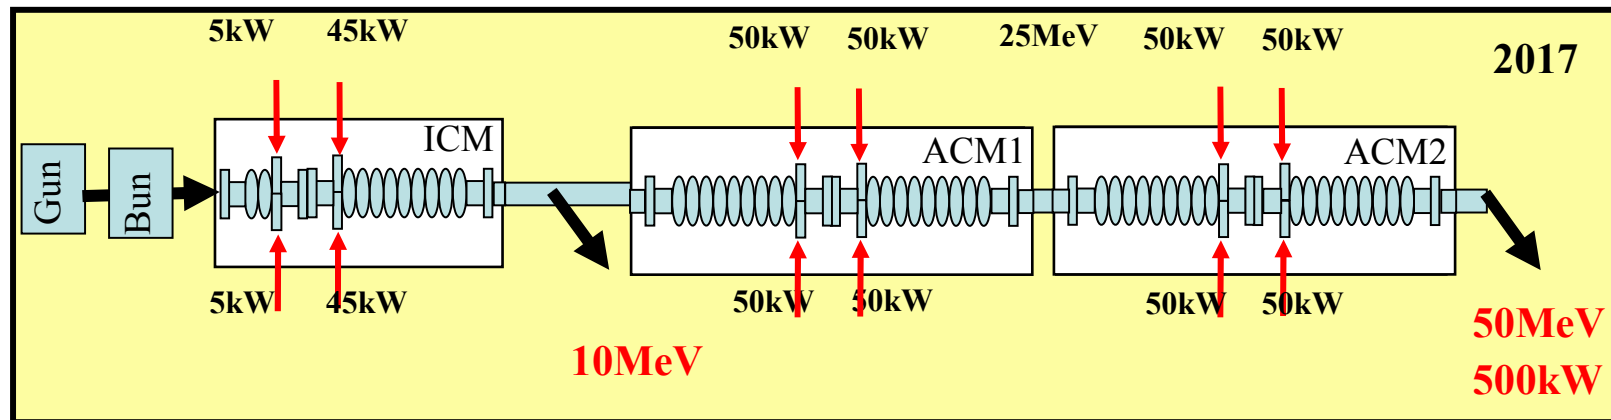 5kW 45kW 50kW 50kW 25MeV 50kW 50kW
2017
ICM ACM1 ACM2
Gun Bun
5kW 45kW 50kW 50kW 50kW 50kW
10MeV
50MeV
500kW